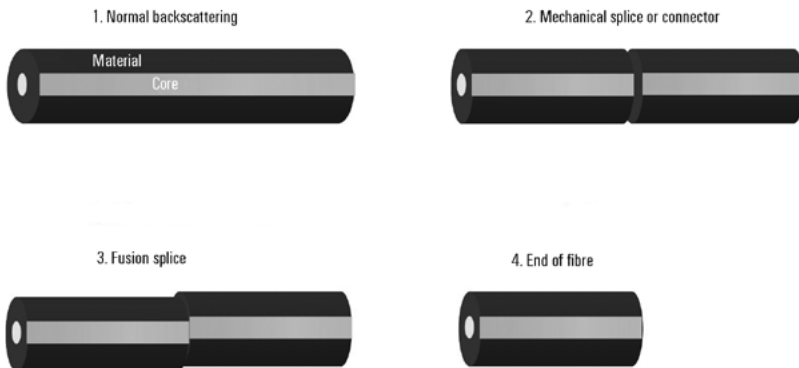 1. Normal backscattering
2. Mechanical splice or connector
Material
Core
3. Fusion splice
4. End of fibre